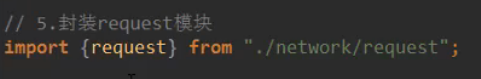 // 5.封装request模块
import {request} from "./network/request";